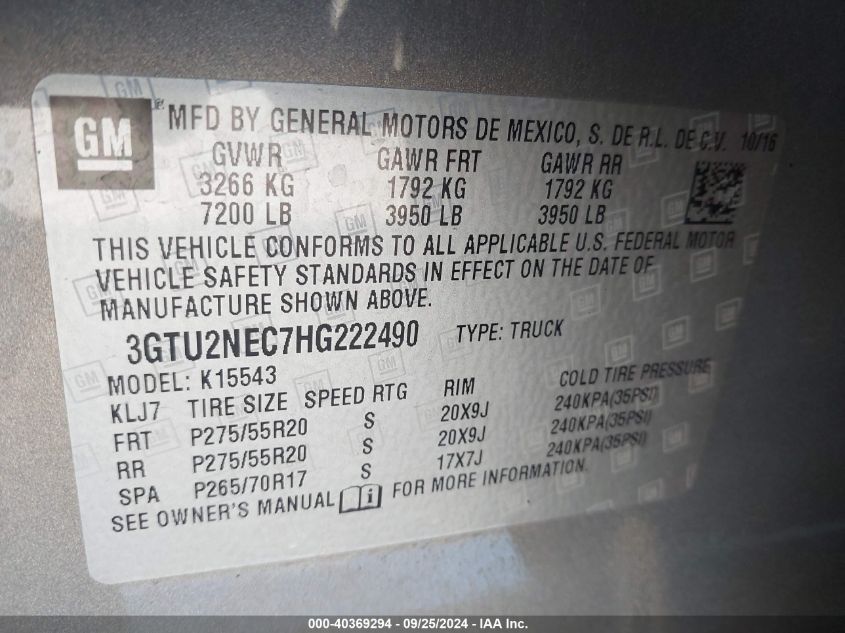 GM
MFD BY GENERAL MOTORS DE MEXICO, S. DE R.L. DE C.V. 10/16
GVWR GAWR FRT GAWR RR
3266 KG 1792 KG 1792 KG
7200 LB 3950 LB 3950 LB
THIS VEHICLE CONFORMS TO ALL APPLICABLE U.S. FEDERAL MOTOR
VEHICLE SAFETY STANDARDS IN EFFECT ON THE DATE OF
MANUFACTURE SHOWN ABOVE.
3GTU2NEC7HG222490 TYPE: TRUCK
MODEL: K15543
KLJ7 TIRE SIZE SPEED RTG RIM COLD TIRE PRESSURE
FRT P275/55R20 S 20X9J 240KPA(35PSI)
RR P275/55R20 S 20X9J 240KPA(35PSI)
SPA P265/70R17 S 17X7J 240KPA(35PSI)
SEE OWNER'S MANUAL i FOR MORE INFORMATION.
000-40369294 - 09/25/2024 - IAA Inc.